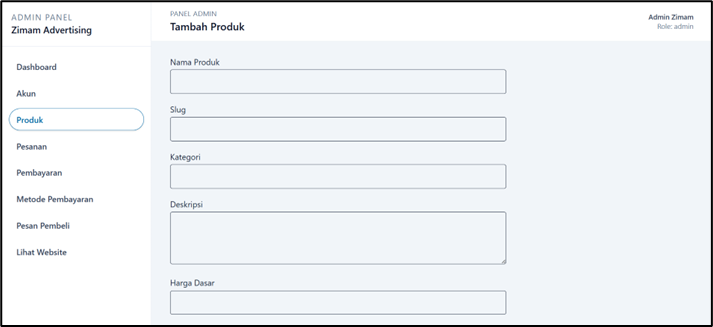 ADMIN PANEL
Zimam Advertising
Dashboard
Akun
Produk
Pesanan
Pembayaran
Metode Pembayaran
Pesan Pembeli
Lihat Website
PANEL ADMIN
Tambah Produk
Admin Zimam
Role: admin
Nama Produk
Slug
Kategori
Deskripsi
Harga Dasar